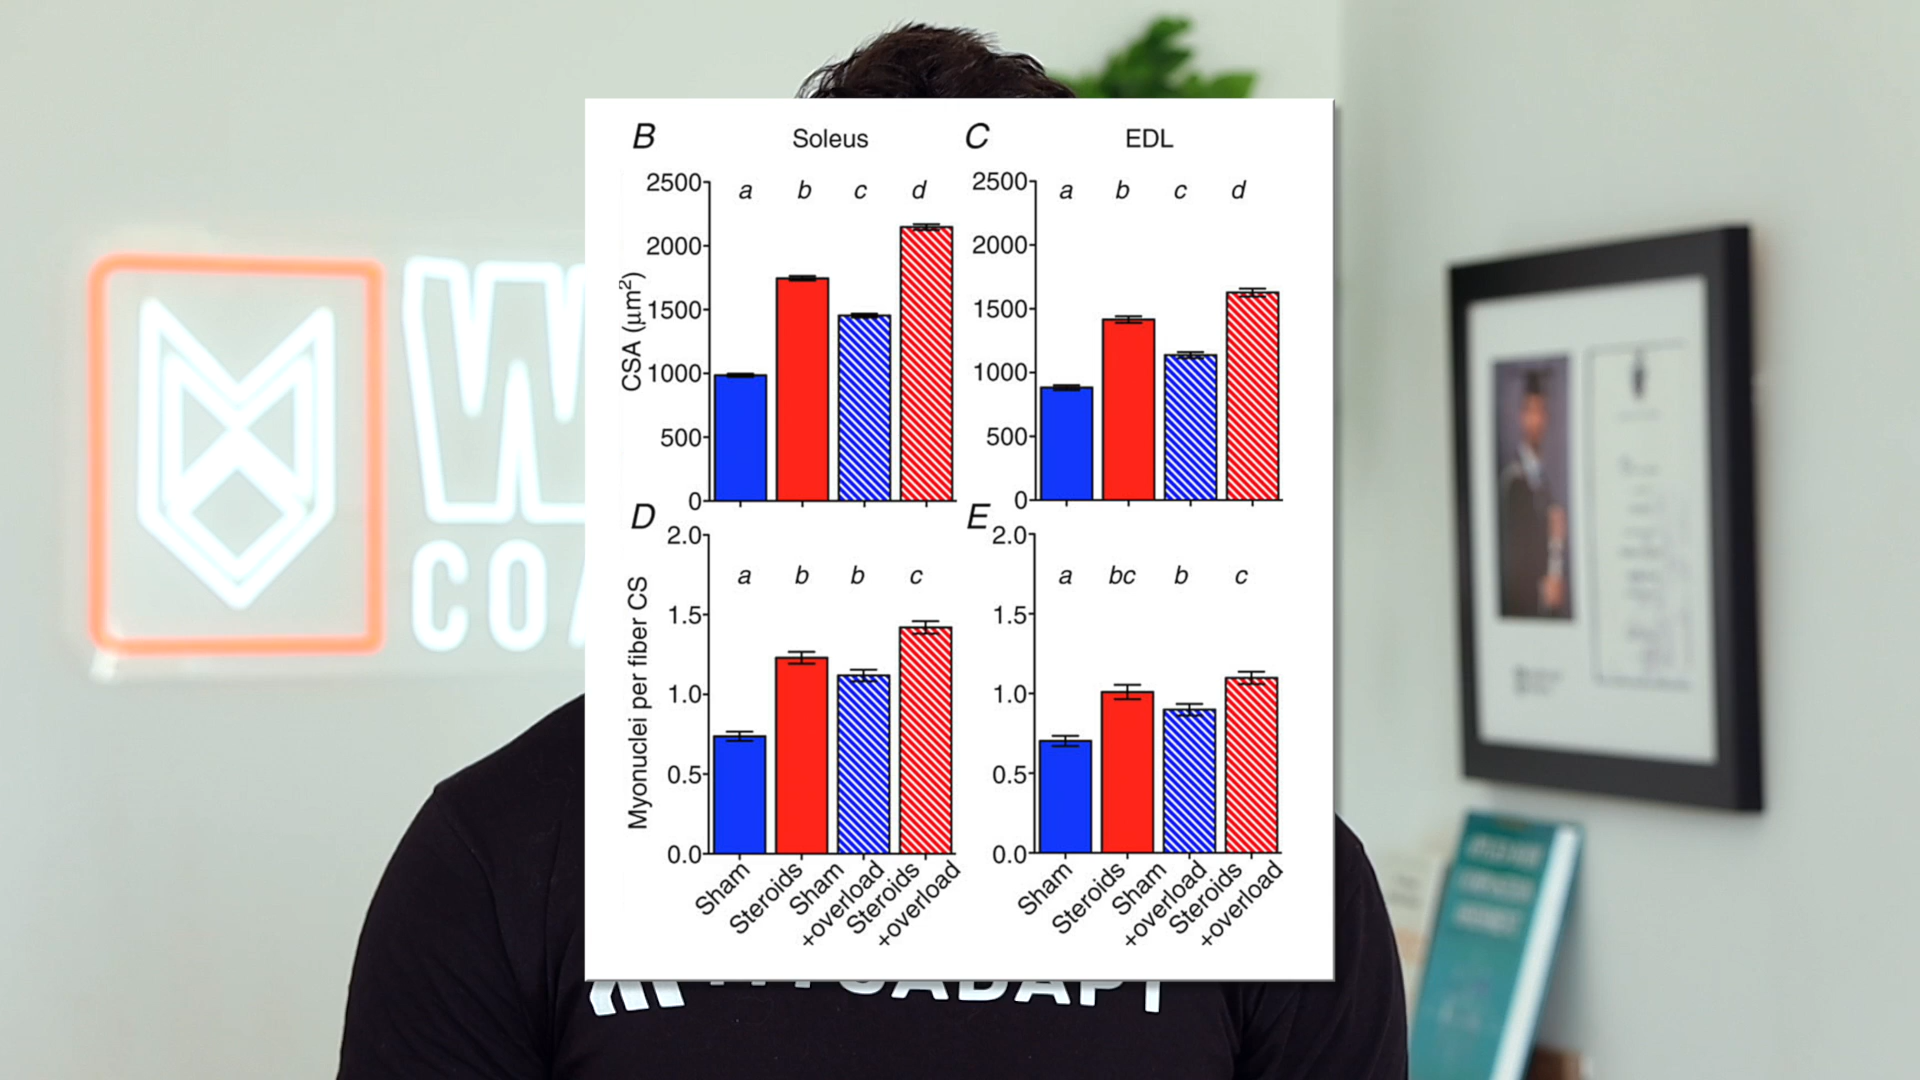 B Soleus C EDL
2500 a b c d 2500 a b c d
2000 2000
1500 1500
CSA (μm²)
1000 1000
500 500
0 0
D E
2.0 2.0
a b b c a bc b c
1.5 1.5
Myonuclei per fiber CS
1.0 1.0
0.5 0.5
0.0 0.0
Sham Steroids Sham +overload Steroids +overload Sham Steroids Sham +overload Steroids +overload
W
CO